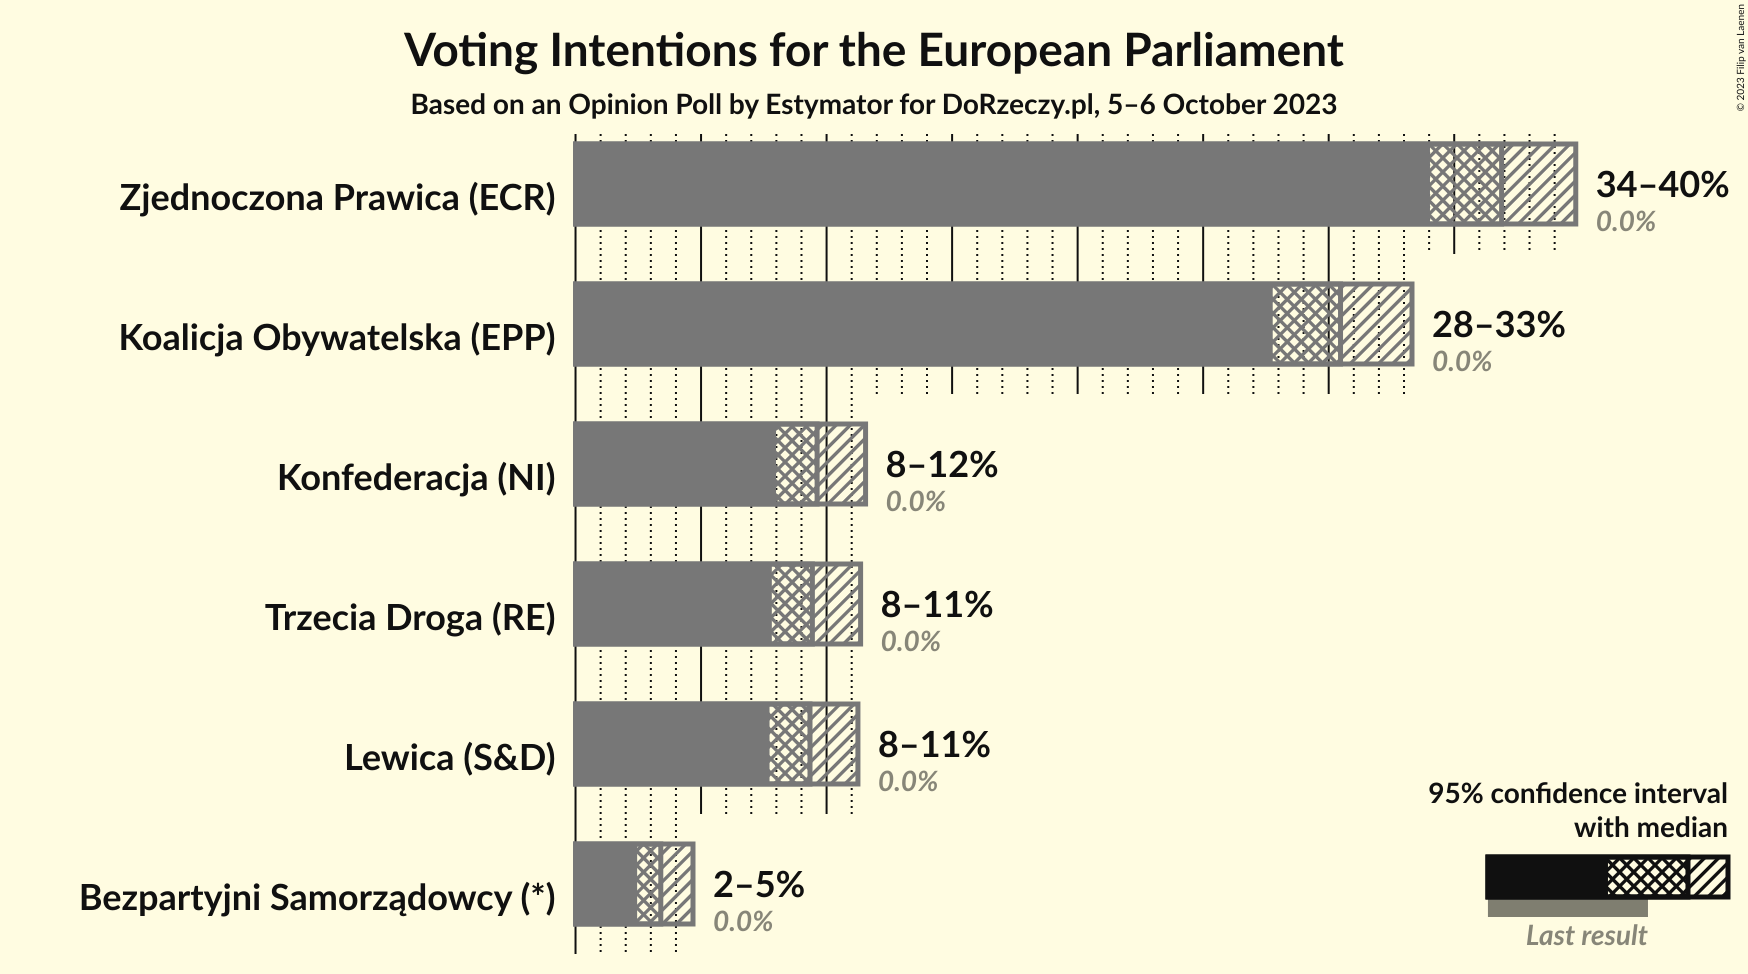 Voting Intentions for the European Parliament
Based on an Opinion Poll by Estymator for DoRzeczy.pl, 5–6 October 2023
© 2023 Filip van Laenen
Zjednoczona Prawica (ECR)
34–40%
0.0%
Koalicja Obywatelska (EPP)
28–33%
0.0%
Konfederacja (NI)
8–12%
0.0%
Trzecia Droga (RE)
8–11%
0.0%
Lewica (S&D)
8–11%
0.0%
Bezpartyjni Samorządowcy (*)
2–5%
0.0%
95% confidence interval
with median
Last result